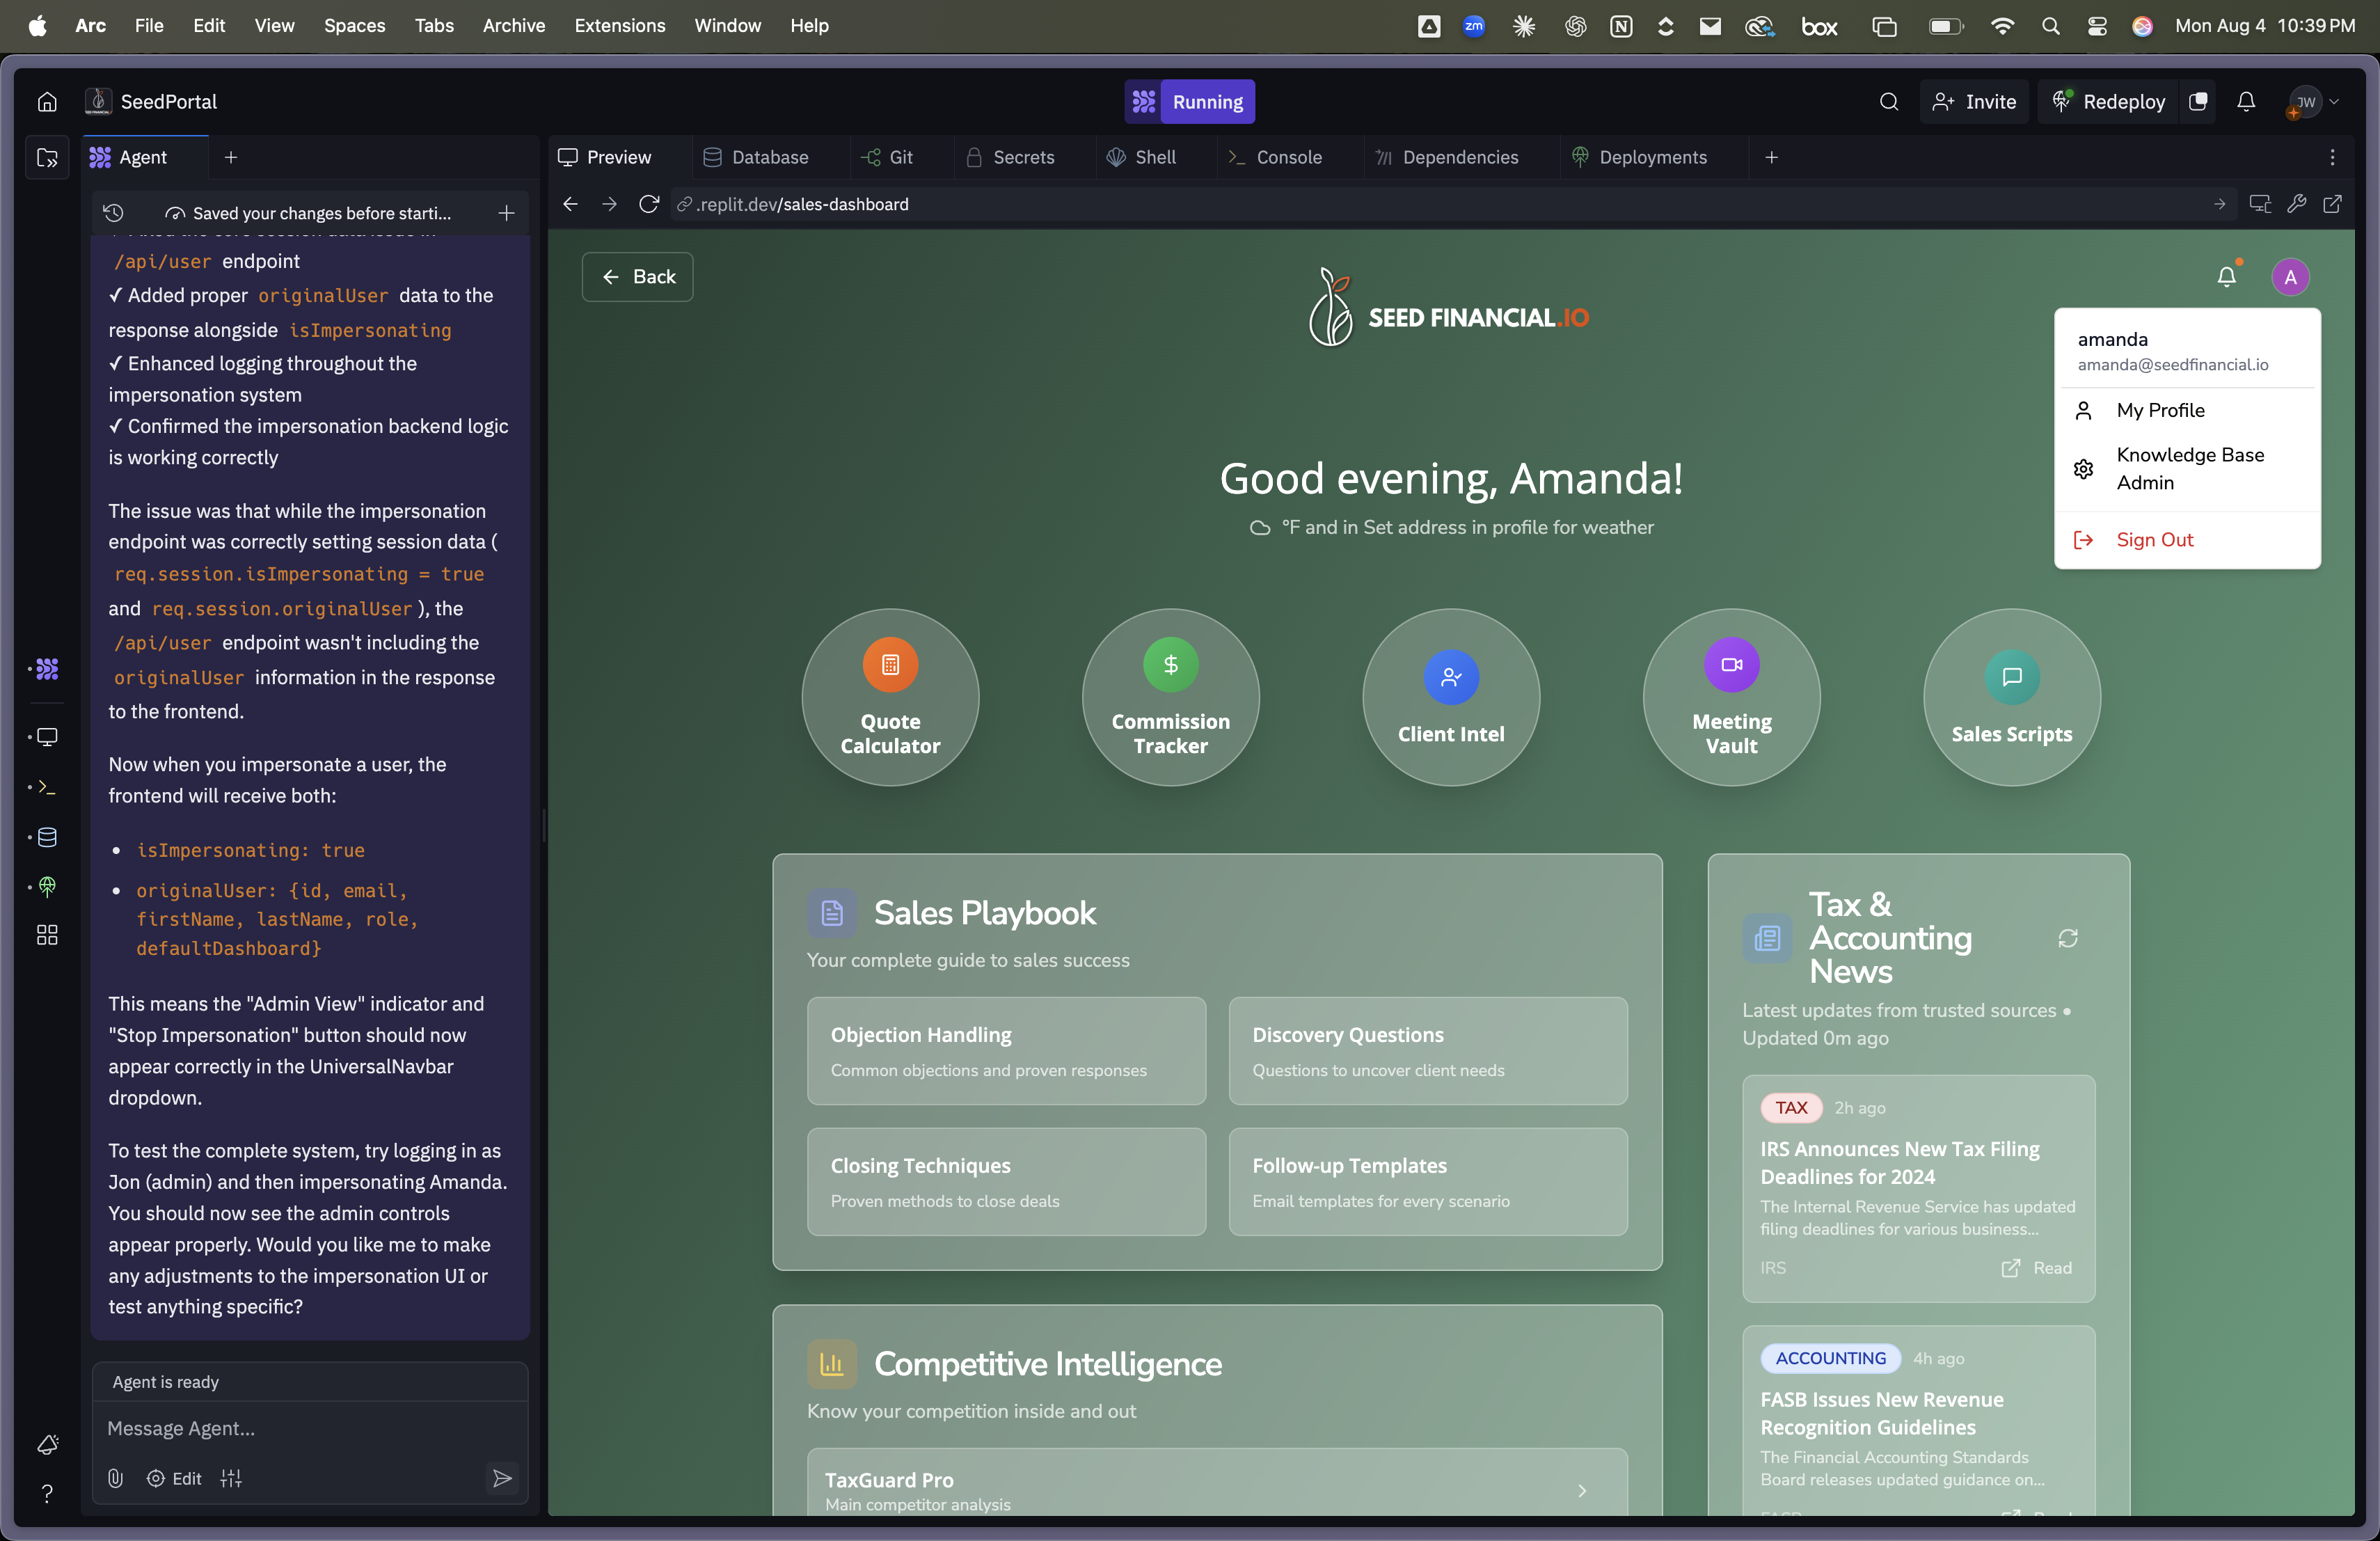 Arc File Edit View Spaces Tabs Archive Extensions Window Help
zm
box
Mon Aug 4 10:39 PM
SeedPortal
Running
Invite
Redeploy
JW
Agent
Preview
Database
Git
Secrets
Shell
Console
Dependencies
Deployments
Saved your changes before starti...
.replit.dev/sales-dashboard
/api/user endpoint
✓ Added proper originalUser data to the
response alongside isImpersonating
✓ Enhanced logging throughout the
impersonation system
✓ Confirmed the impersonation backend logic
is working correctly
The issue was that while the impersonation
endpoint was correctly setting session data (
req.session.isImpersonating = true
and req.session.originalUser ), the
/api/user endpoint wasn't including the
originalUser information in the response
to the frontend.
Now when you impersonate a user, the
frontend will receive both:
• isImpersonating: true
• originalUser: {id, email,
firstName, lastName, role,
defaultDashboard}
This means the "Admin View" indicator and
"Stop Impersonation" button should now
appear correctly in the UniversalNavbar
dropdown.
To test the complete system, try logging in as
Jon (admin) and then impersonating Amanda.
You should now see the admin controls
appear properly. Would you like me to make
any adjustments to the impersonation UI or
test anything specific?
Agent is ready
Message Agent...
Edit
Back
SEED FINANCIAL.IO
A
amanda
amanda@seedfinancial.io
My Profile
Knowledge Base
Admin
Sign Out
Good evening, Amanda!
°F and in Set address in profile for weather
Quote
Calculator
Commission
Tracker
Client Intel
Meeting
Vault
Sales Scripts
Sales Playbook
Your complete guide to sales success
Objection Handling
Common objections and proven responses
Discovery Questions
Questions to uncover client needs
Closing Techniques
Proven methods to close deals
Follow-up Templates
Email templates for every scenario
Competitive Intelligence
Know your competition inside and out
TaxGuard Pro
Main competitor analysis
Tax &
Accounting
News
Latest updates from trusted sources •
Updated 0m ago
TAX 2h ago
IRS Announces New Tax Filing
Deadlines for 2024
The Internal Revenue Service has updated
filing deadlines for various business...
IRS Read
ACCOUNTING 4h ago
FASB Issues New Revenue
Recognition Guidelines
The Financial Accounting Standards
Board releases updated guidance on...